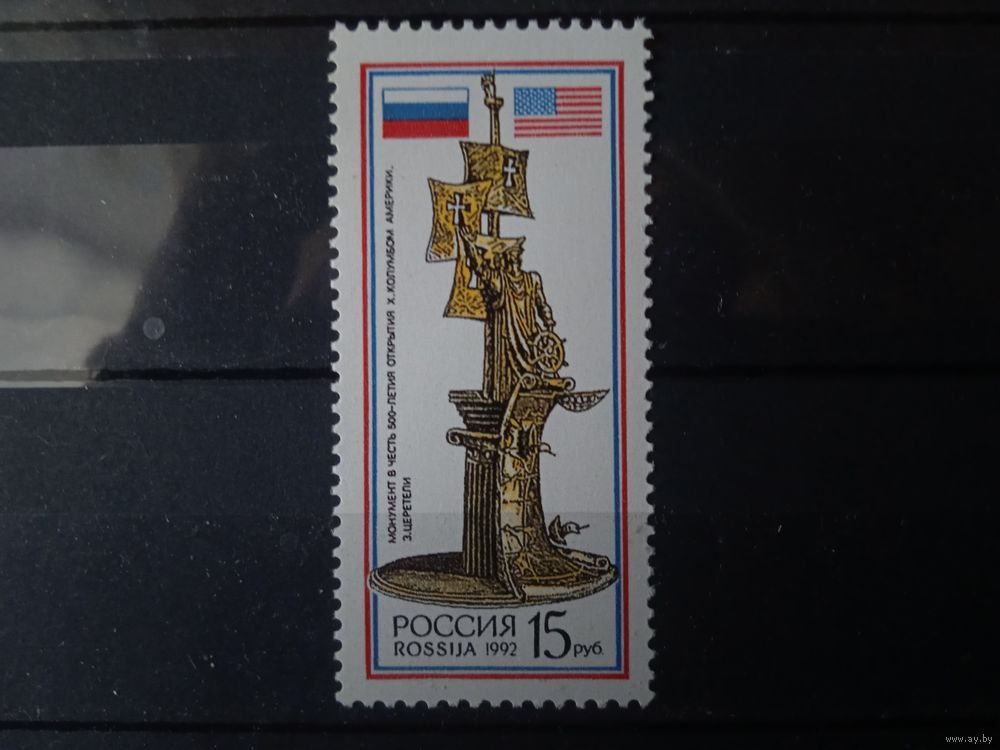 МОНУМЕНТ В ЧЕСТЬ 500-ЛЕТИЯ ОТКРЫТИЯ Х.КОЛУМБОМ АМЕРИКИ.
З.ЦЕРЕТЕЛИ
РОССИЯ 15 руб.
ROSSIJA 1992
www.ay.by